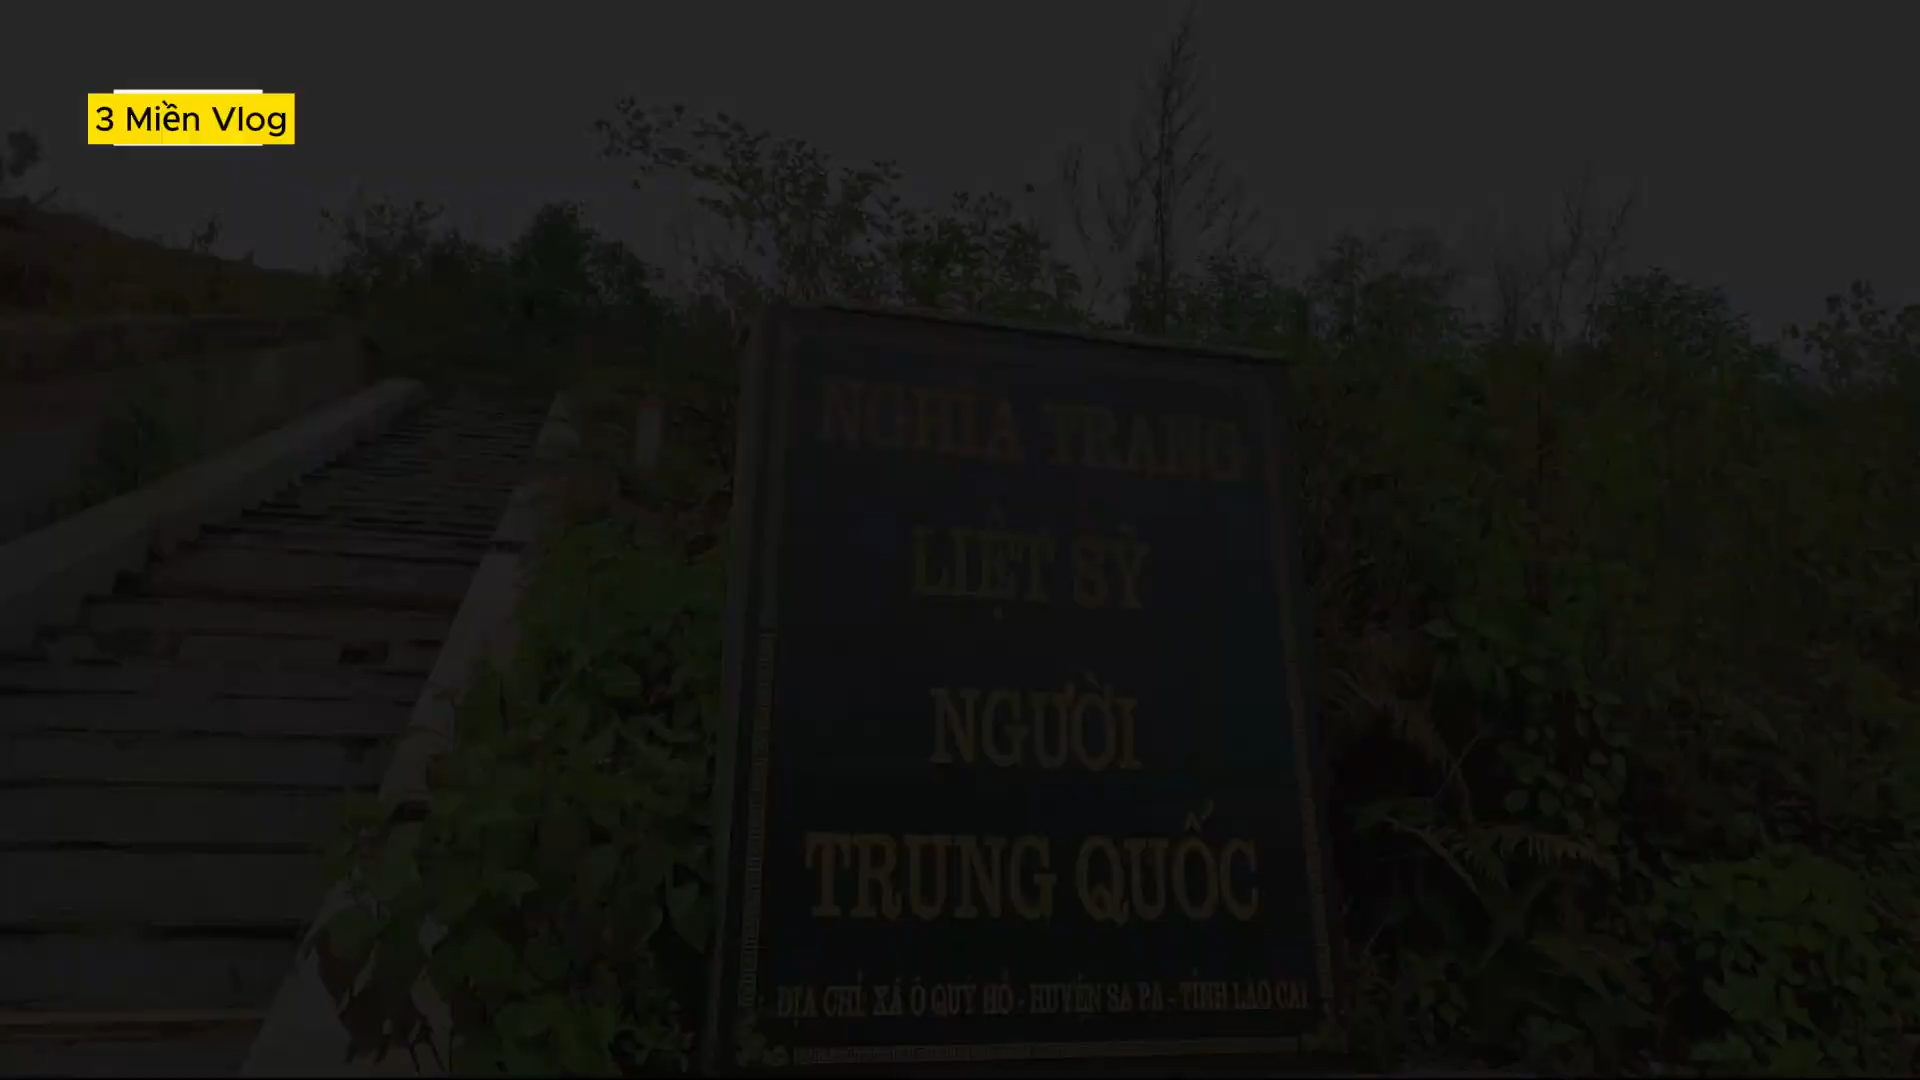 3 Miền Vlog
NGHĨA TRANG
LIỆT SỸ
NGƯỜI
TRUNG QUỐC
ĐỊA CHỈ: XÃ Ô QUÝ HỒ - HUYỆN SA PA - TỈNH LÀO CAI